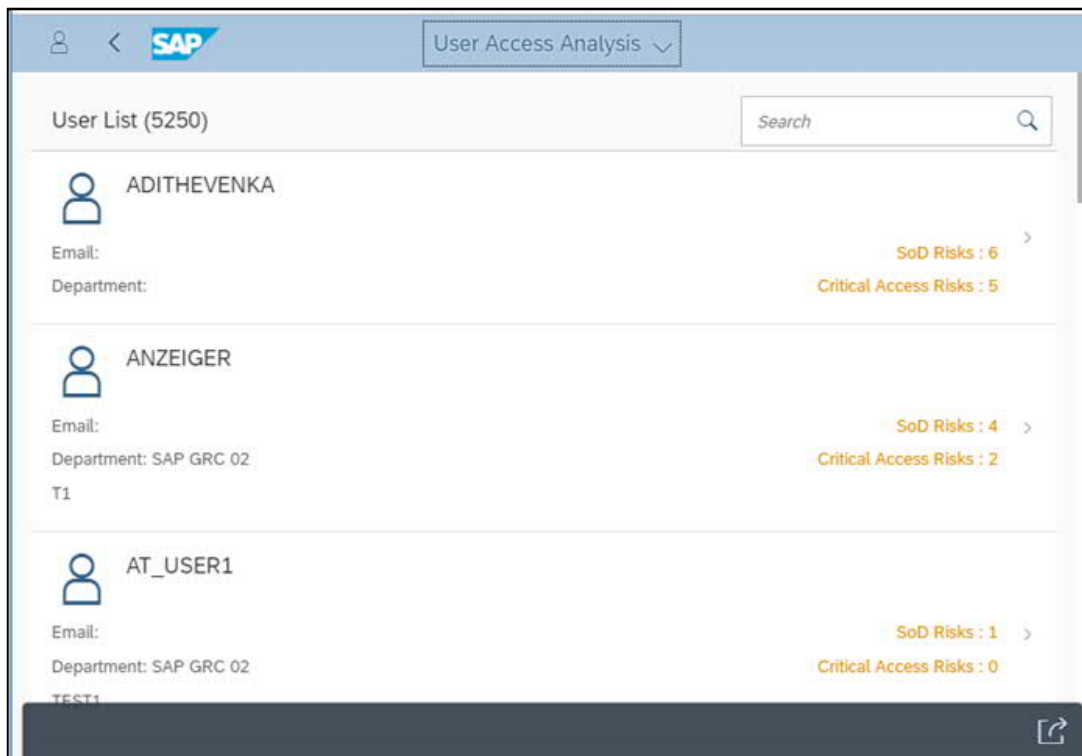 SAP
User Access Analysis
User List (5250)
Search
ADITHEVENKA
Email:
SoD Risks : 6
Department:
Critical Access Risks : 5
ANZEIGER
Email:
SoD Risks : 4
Department: SAP GRC 02
Critical Access Risks : 2
T1
AT_USER1
Email:
SoD Risks : 1
Department: SAP GRC 02
Critical Access Risks : 0
TEST1